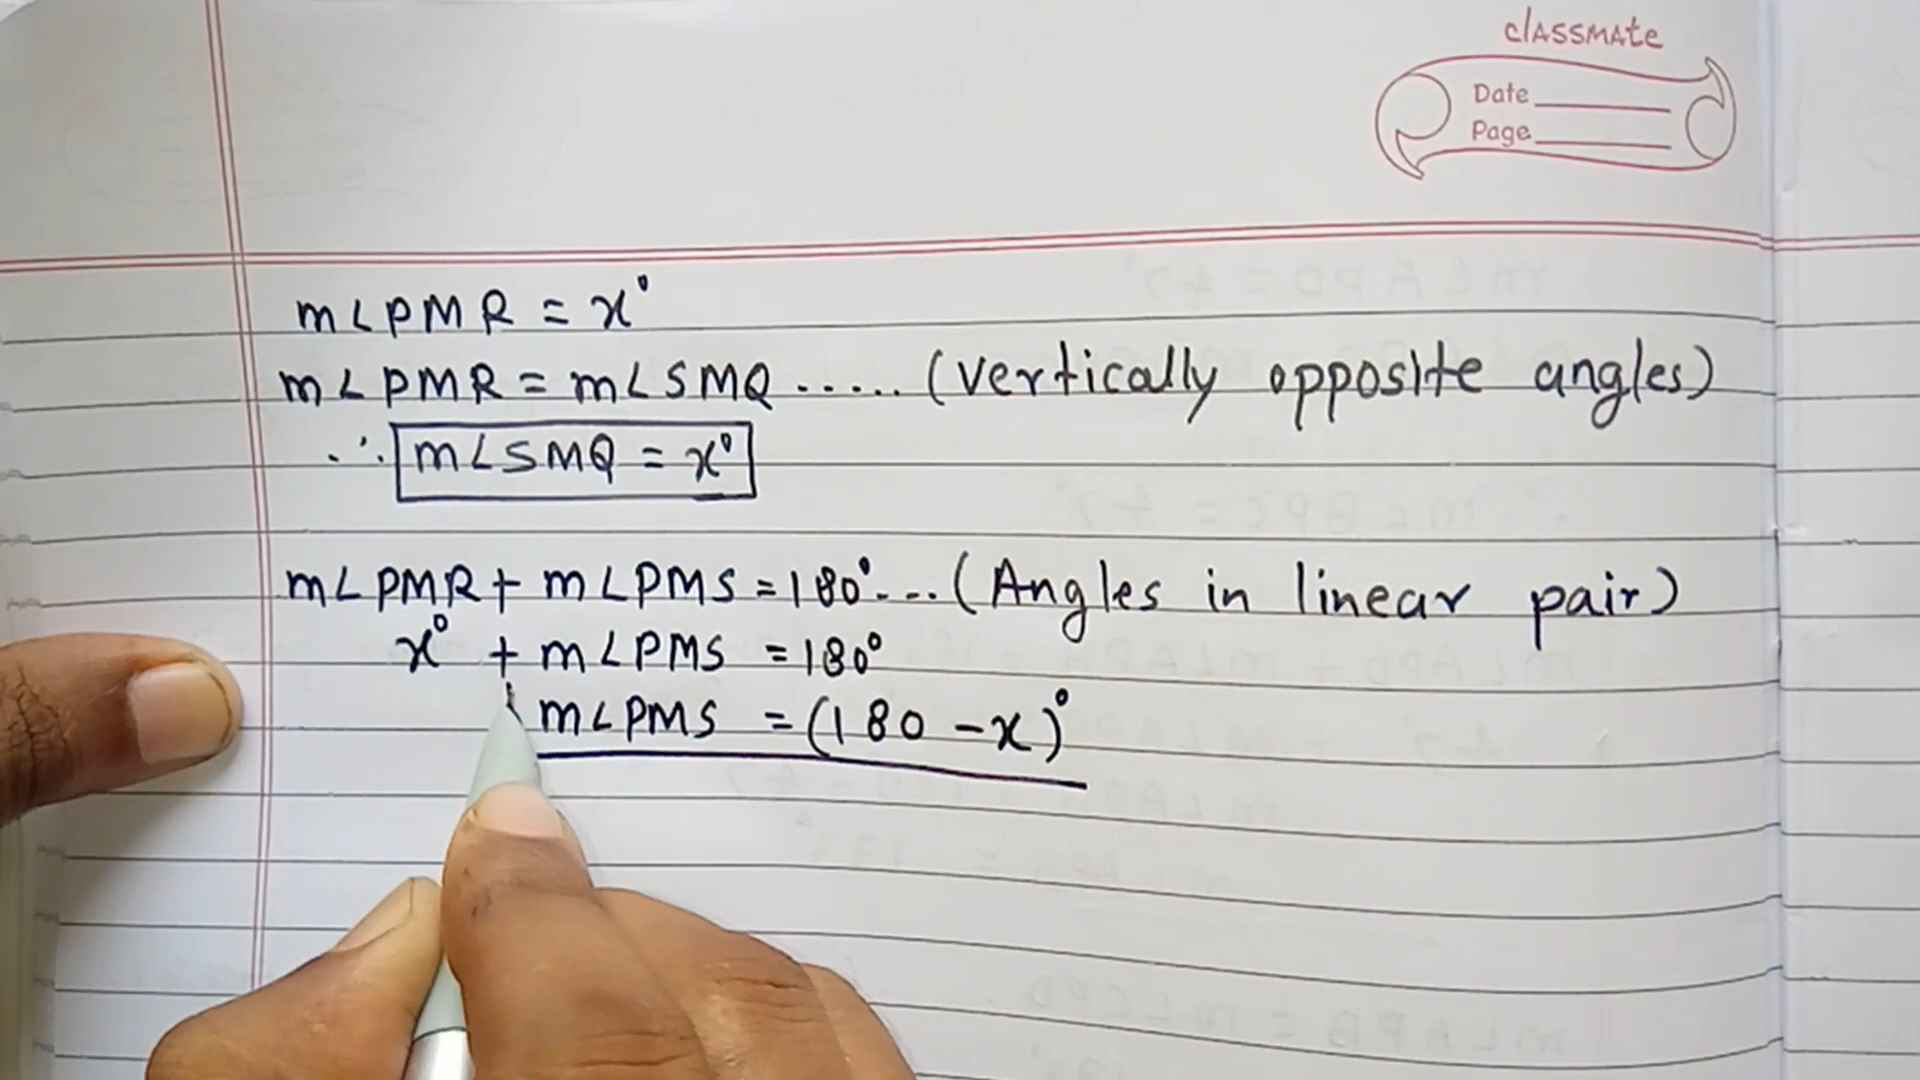 classmate
Date
Page
m∠PMR = x°
m∠PMR = m∠SMQ ..... (vertically opposite angles)
∴ m∠SMQ = x°
m∠PMR + m∠PMS = 180° ... (Angles in linear pair)
x° + m∠PMS = 180°
m∠PMS = (180 - x)°